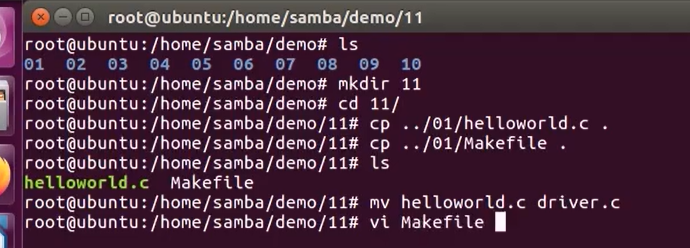 root@ubuntu:/home/samba/demo/11
root@ubuntu:/home/samba/demo# ls
01 02 03 04 05 06 07 08 09 10
root@ubuntu:/home/samba/demo# mkdir 11
root@ubuntu:/home/samba/demo# cd 11/
root@ubuntu:/home/samba/demo/11# cp ../01/helloworld.c .
root@ubuntu:/home/samba/demo/11# cp ../01/Makefile .
root@ubuntu:/home/samba/demo/11# ls
helloworld.c Makefile
root@ubuntu:/home/samba/demo/11# mv helloworld.c driver.c
root@ubuntu:/home/samba/demo/11# vi Makefile